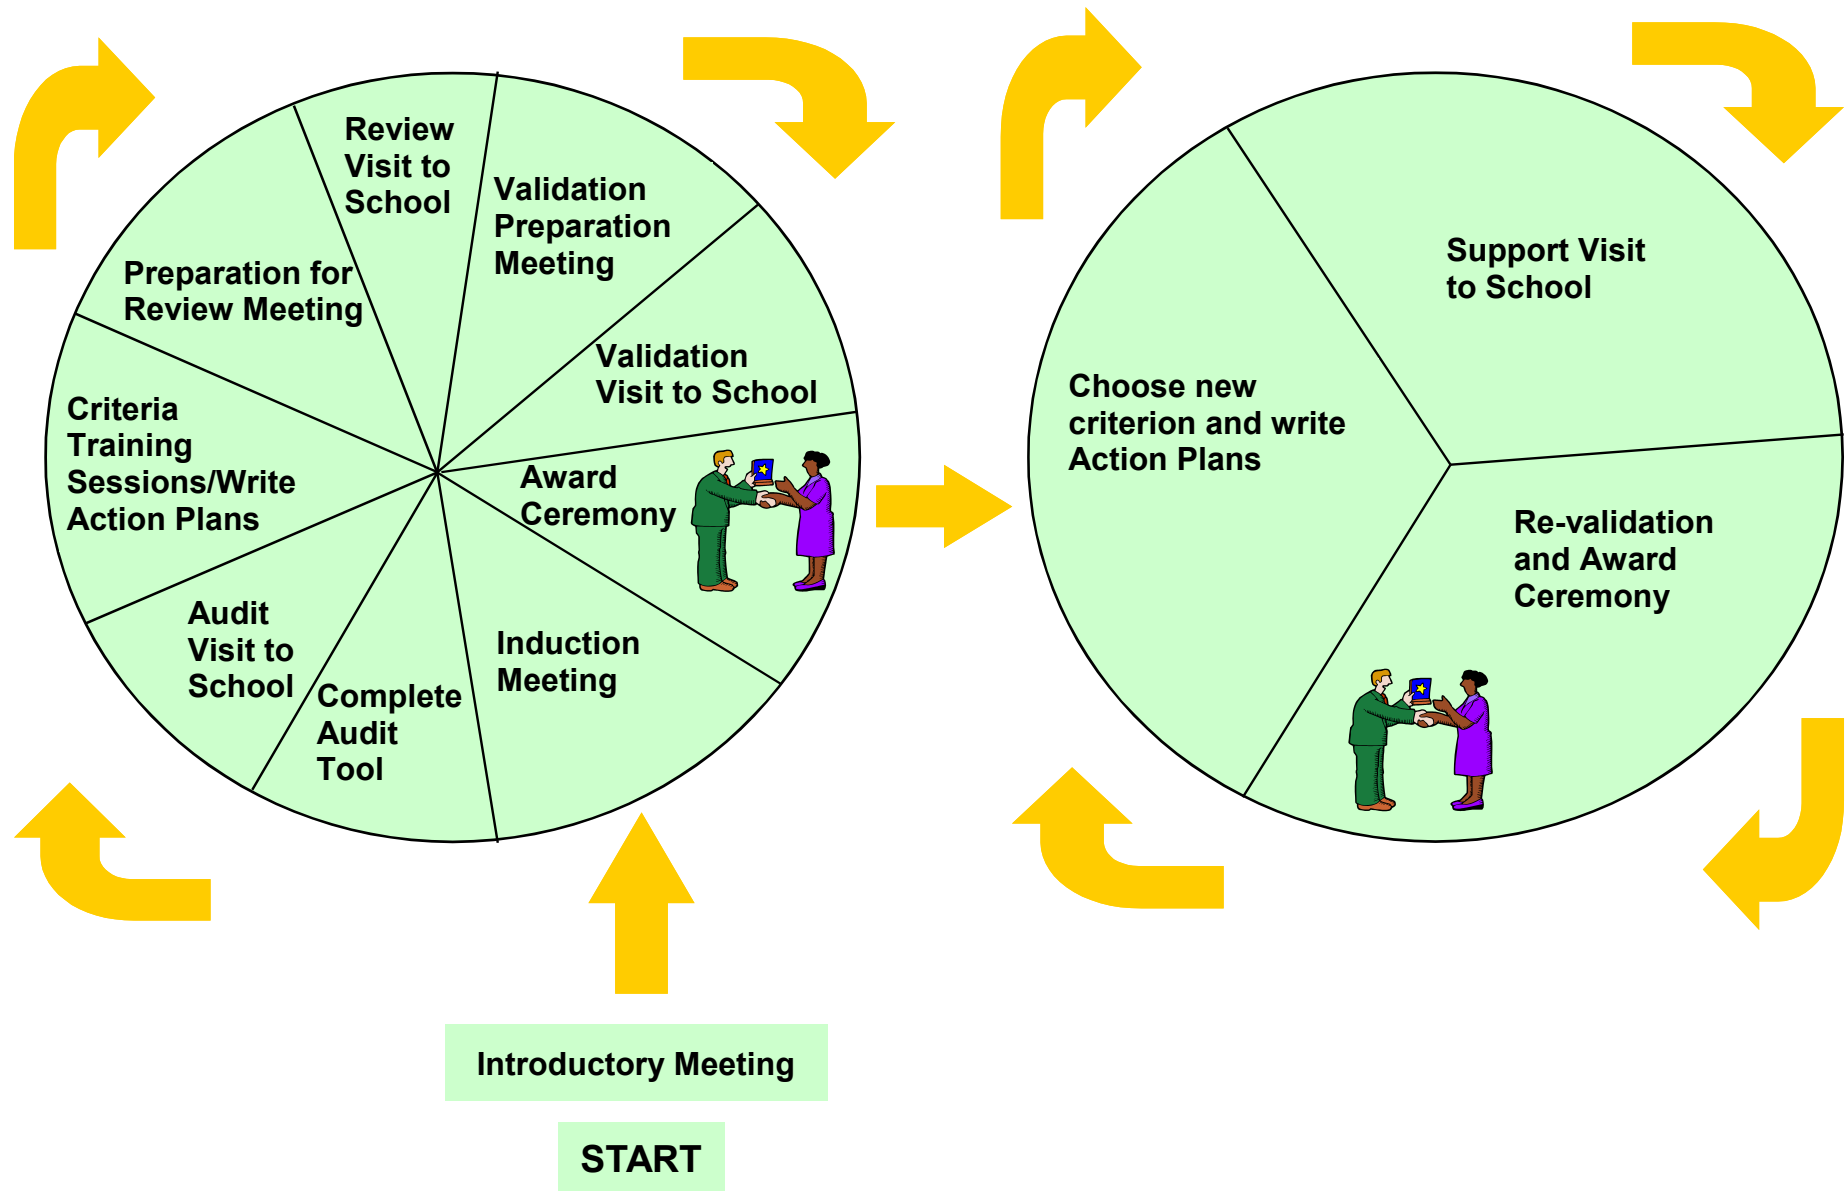 Review
Visit to
School
Validation
Preparation
Meeting
Preparation for
Review Meeting
Validation
Visit to School
Criteria
Training
Sessions/Write
Action Plans
Award
Ceremony
Audit
Visit to
School
Complete
Audit
Tool
Induction
Meeting
Support Visit
to School
Choose new
criterion and write
Action Plans
Re-validation
and Award
Ceremony
Introductory Meeting
START